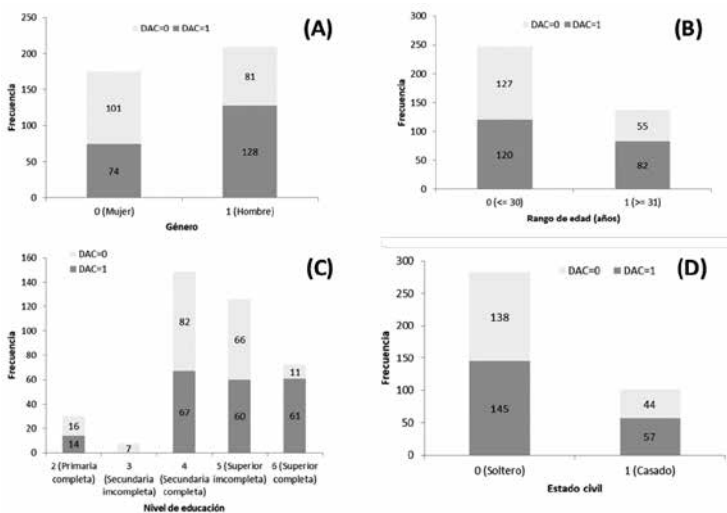 DAC=0 DAC=1
(A)
Frecuencia
250
200
150
100
50
0
101
74
81
128
0 (Mujer)
1 (Hombre)
Género
DAC=0 DAC=1
(B)
Frecuencia
300
250
200
150
100
50
0
127
120
55
82
0 (<= 30)
1 (>= 31)
Rango de edad (años)
DAC=0
DAC=1
(C)
Frecuencia
160
140
120
100
80
60
40
20
0
16
14
7
82
67
66
60
11
61
2 (Primaria
completa)
3
(Secundaria
incompleta)
4
(Secundaria
completa)
5 (Superior
incompleta)
6 (Superior
completa)
Nivel de educación
DAC=0 DAC=1
(D)
Frecuencia
300
250
200
150
100
50
0
138
145
44
57
0 (Soltero)
1 (Casado)
Estado civil